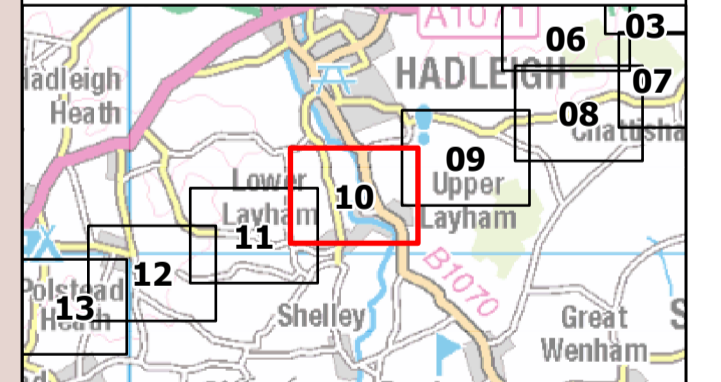 A1071
03
06
HADLEIGH
Hadleigh
Heath
07
08
Chattisha
09
Lower
10
Upper
Layham
Layham
11
12
B1070
Polstead
13
Heath
Shelley
Great
Wenham
S